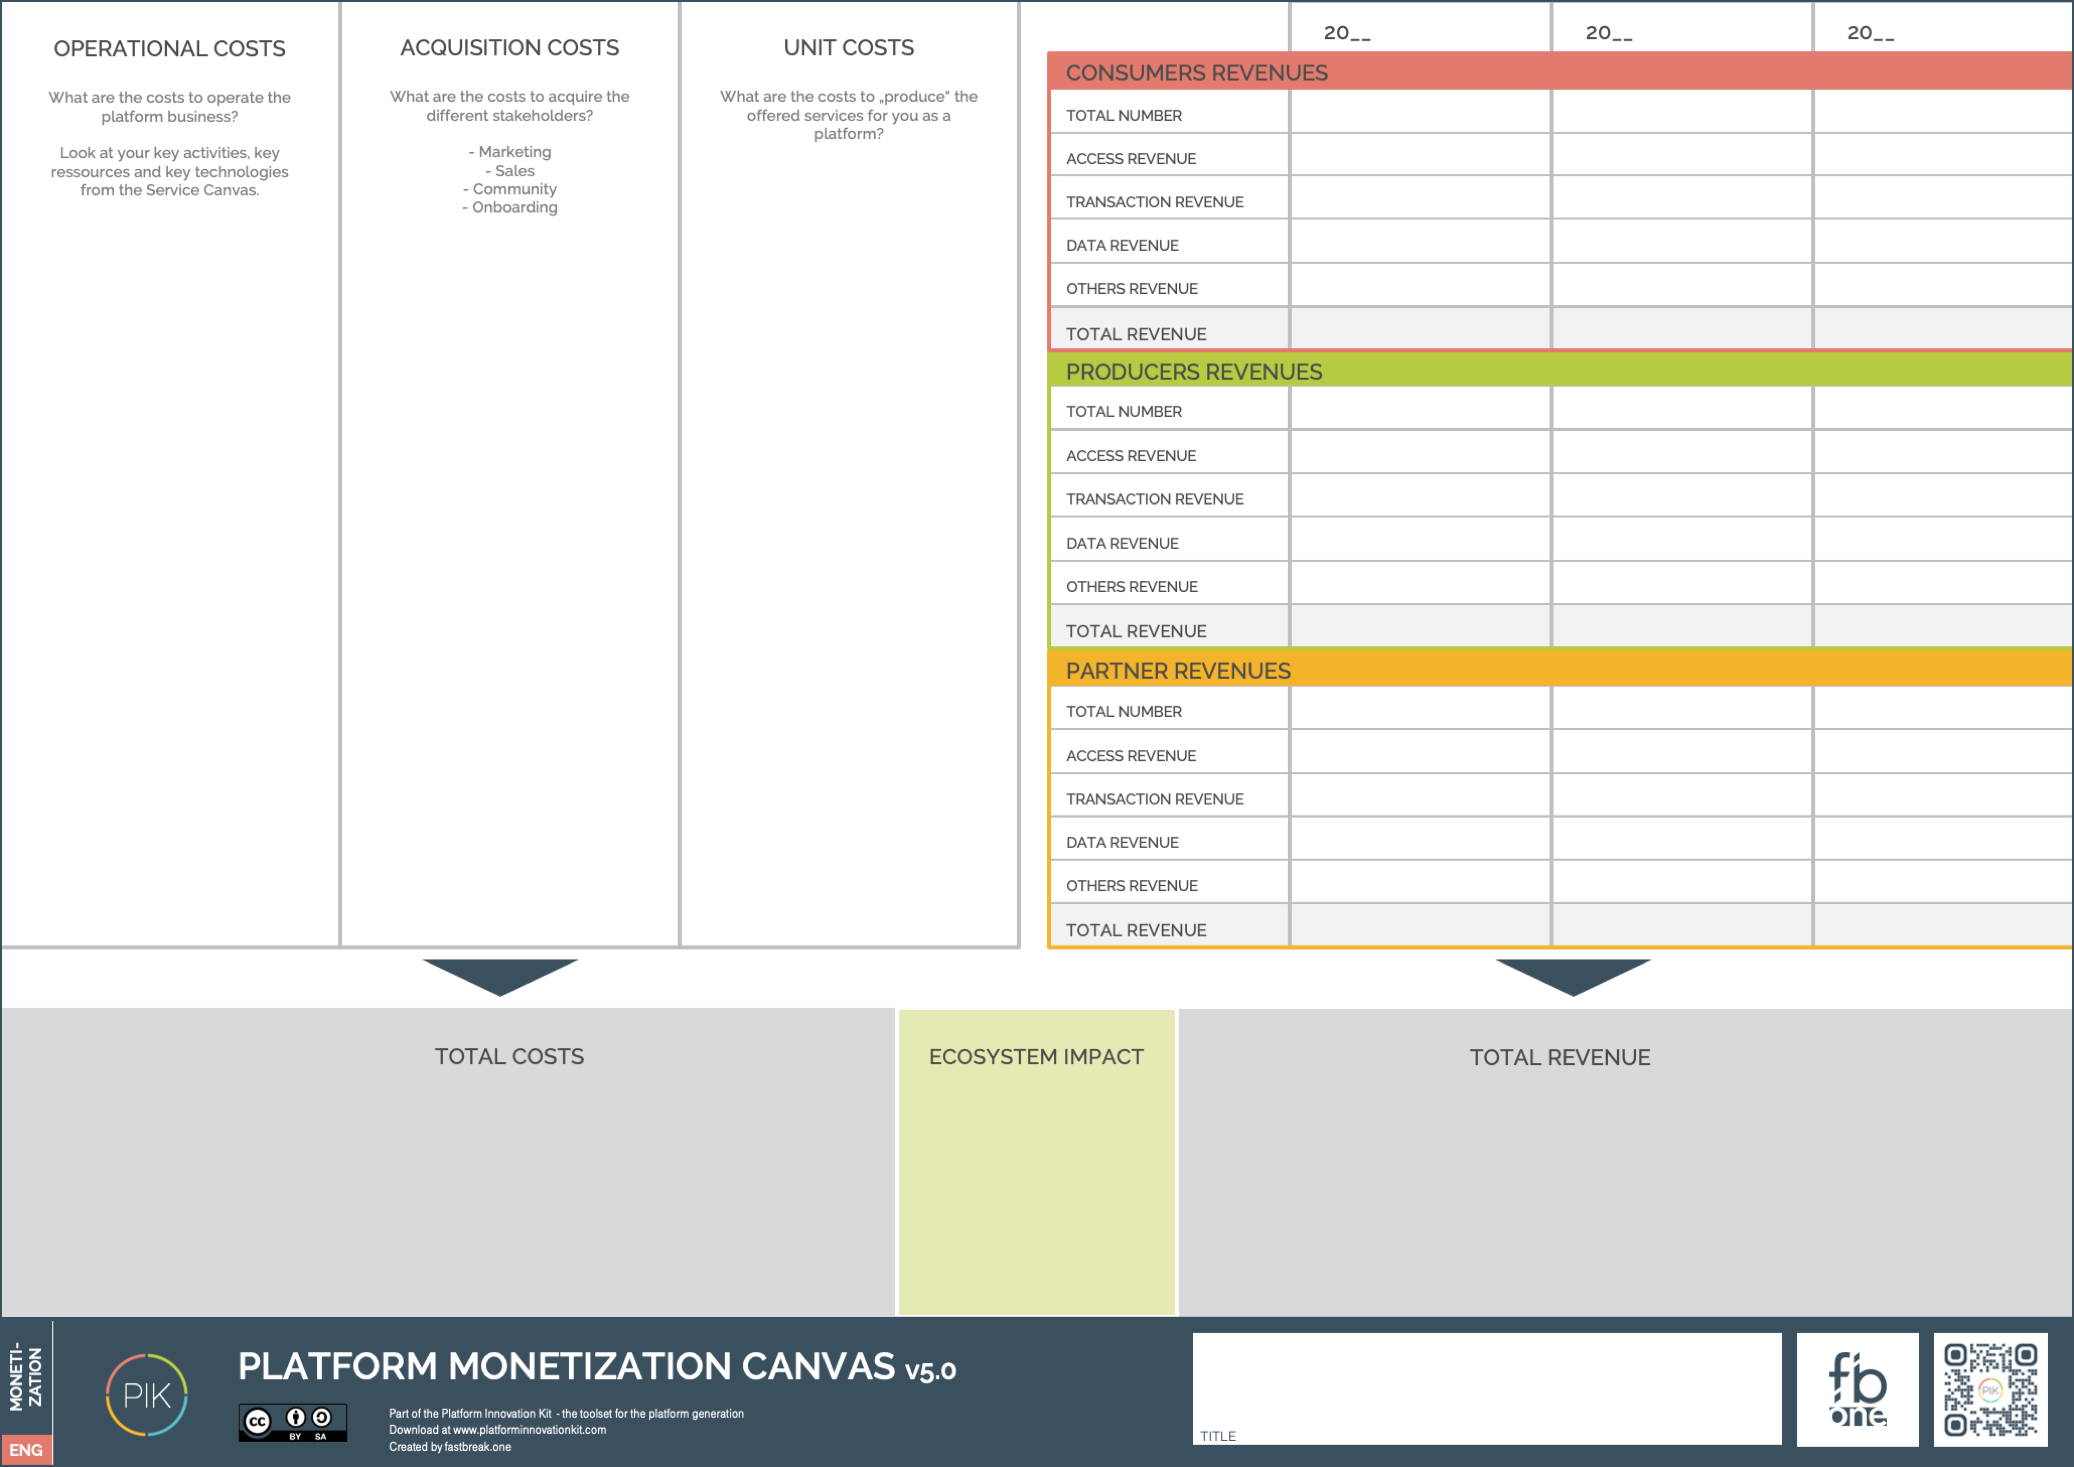 OPERATIONAL COSTS
What are the costs to operate the
platform business?
Look at your key activities, key
ressources and key technologies
from the Service Canvas.
ACQUISITION COSTS
What are the costs to acquire the
different stakeholders?
- Marketing
- Sales
- Community
- Onboarding
UNIT COSTS
What are the costs to „produce“ the
offered services for you as a
platform?
20__ 20__ 20__
CONSUMERS REVENUES
TOTAL NUMBER
ACCESS REVENUE
TRANSACTION REVENUE
DATA REVENUE
OTHERS REVENUE
TOTAL REVENUE
PRODUCERS REVENUES
TOTAL NUMBER
ACCESS REVENUE
TRANSACTION REVENUE
DATA REVENUE
OTHERS REVENUE
TOTAL REVENUE
PARTNER REVENUES
TOTAL NUMBER
ACCESS REVENUE
TRANSACTION REVENUE
DATA REVENUE
OTHERS REVENUE
TOTAL REVENUE
TOTAL COSTS
ECOSYSTEM IMPACT
TOTAL REVENUE
MONETI-
ZATION
ENG
PIK
PLATFORM MONETIZATION CANVAS v5.0
cc BY SA
Part of the Platform Innovation Kit - the toolset for the platform generation
Download at www.platforminnovationkit.com
Created by fastbreak.one
TITLE
fb
one
PIK